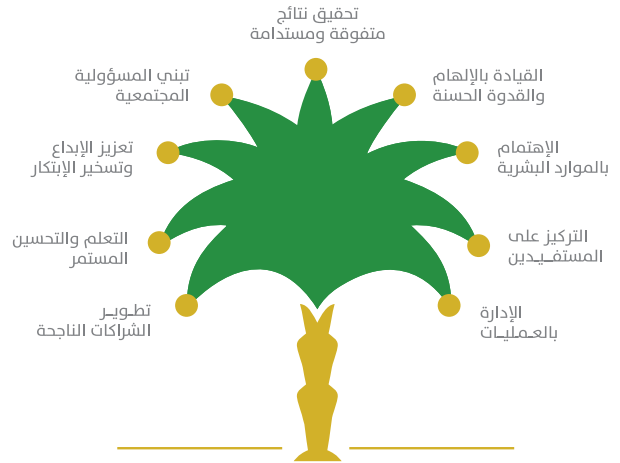 تحقيق نتائج
متفوقة ومستدامة
القيادة بالإلهام
والقدوة الحسنة
تبني المسؤولية
المجتمعية
الإهتمام
بالموارد البشرية
تعزيز الإبداع
وتسخير الإبتكار
التركيز على
المستفــيـدين
التعلم والتحسين
المستمر
الإدارة
بالعـمليـات
تطـويـر
الشراكات الناجحة